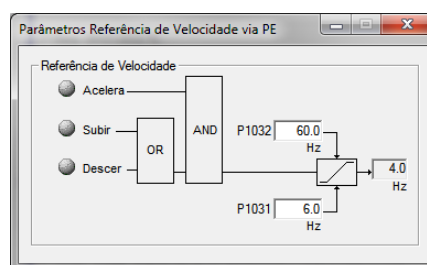 Parâmetros Referência de Velocidade via PE
Referência de Velocidade
Acelera
Subir
OR
AND
Descer
P1032 60.0
Hz
4.0
Hz
P1031 6.0
Hz